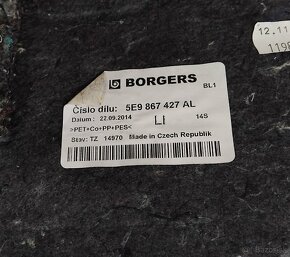 BORGERS
BL1
Číslo dílu: 5E9 867 427 AL
Datum: 22.09.2014 LI 14S
>PET+Co+PP+PES<
Stav: TZ 14970 Made in Czech Republik
12.11
119